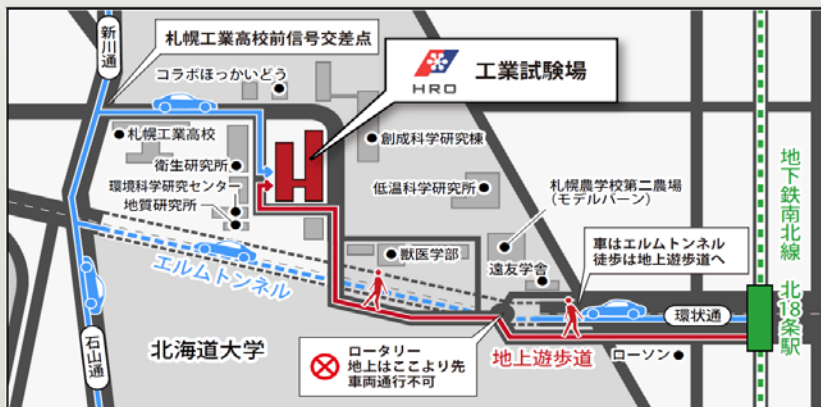 新川通
札幌工業高校前信号交差点
コラボほっかいどう
HRO
工業試験場
札幌工業高校
創成科学研究棟
衛生研究所
環境科学研究センター
地質研究所
低温科学研究所
札幌農学校第二農場
(モデルバーン)
獣医学部
遠友学舎
車はエルムトンネル
徒歩は地上遊歩道へ
エルムトンネル
環状通
石山通
北海道大学
ロータリー
地上はここより先
車両通行不可
地上遊歩道
ローソン
地下鉄南北線 北18条駅